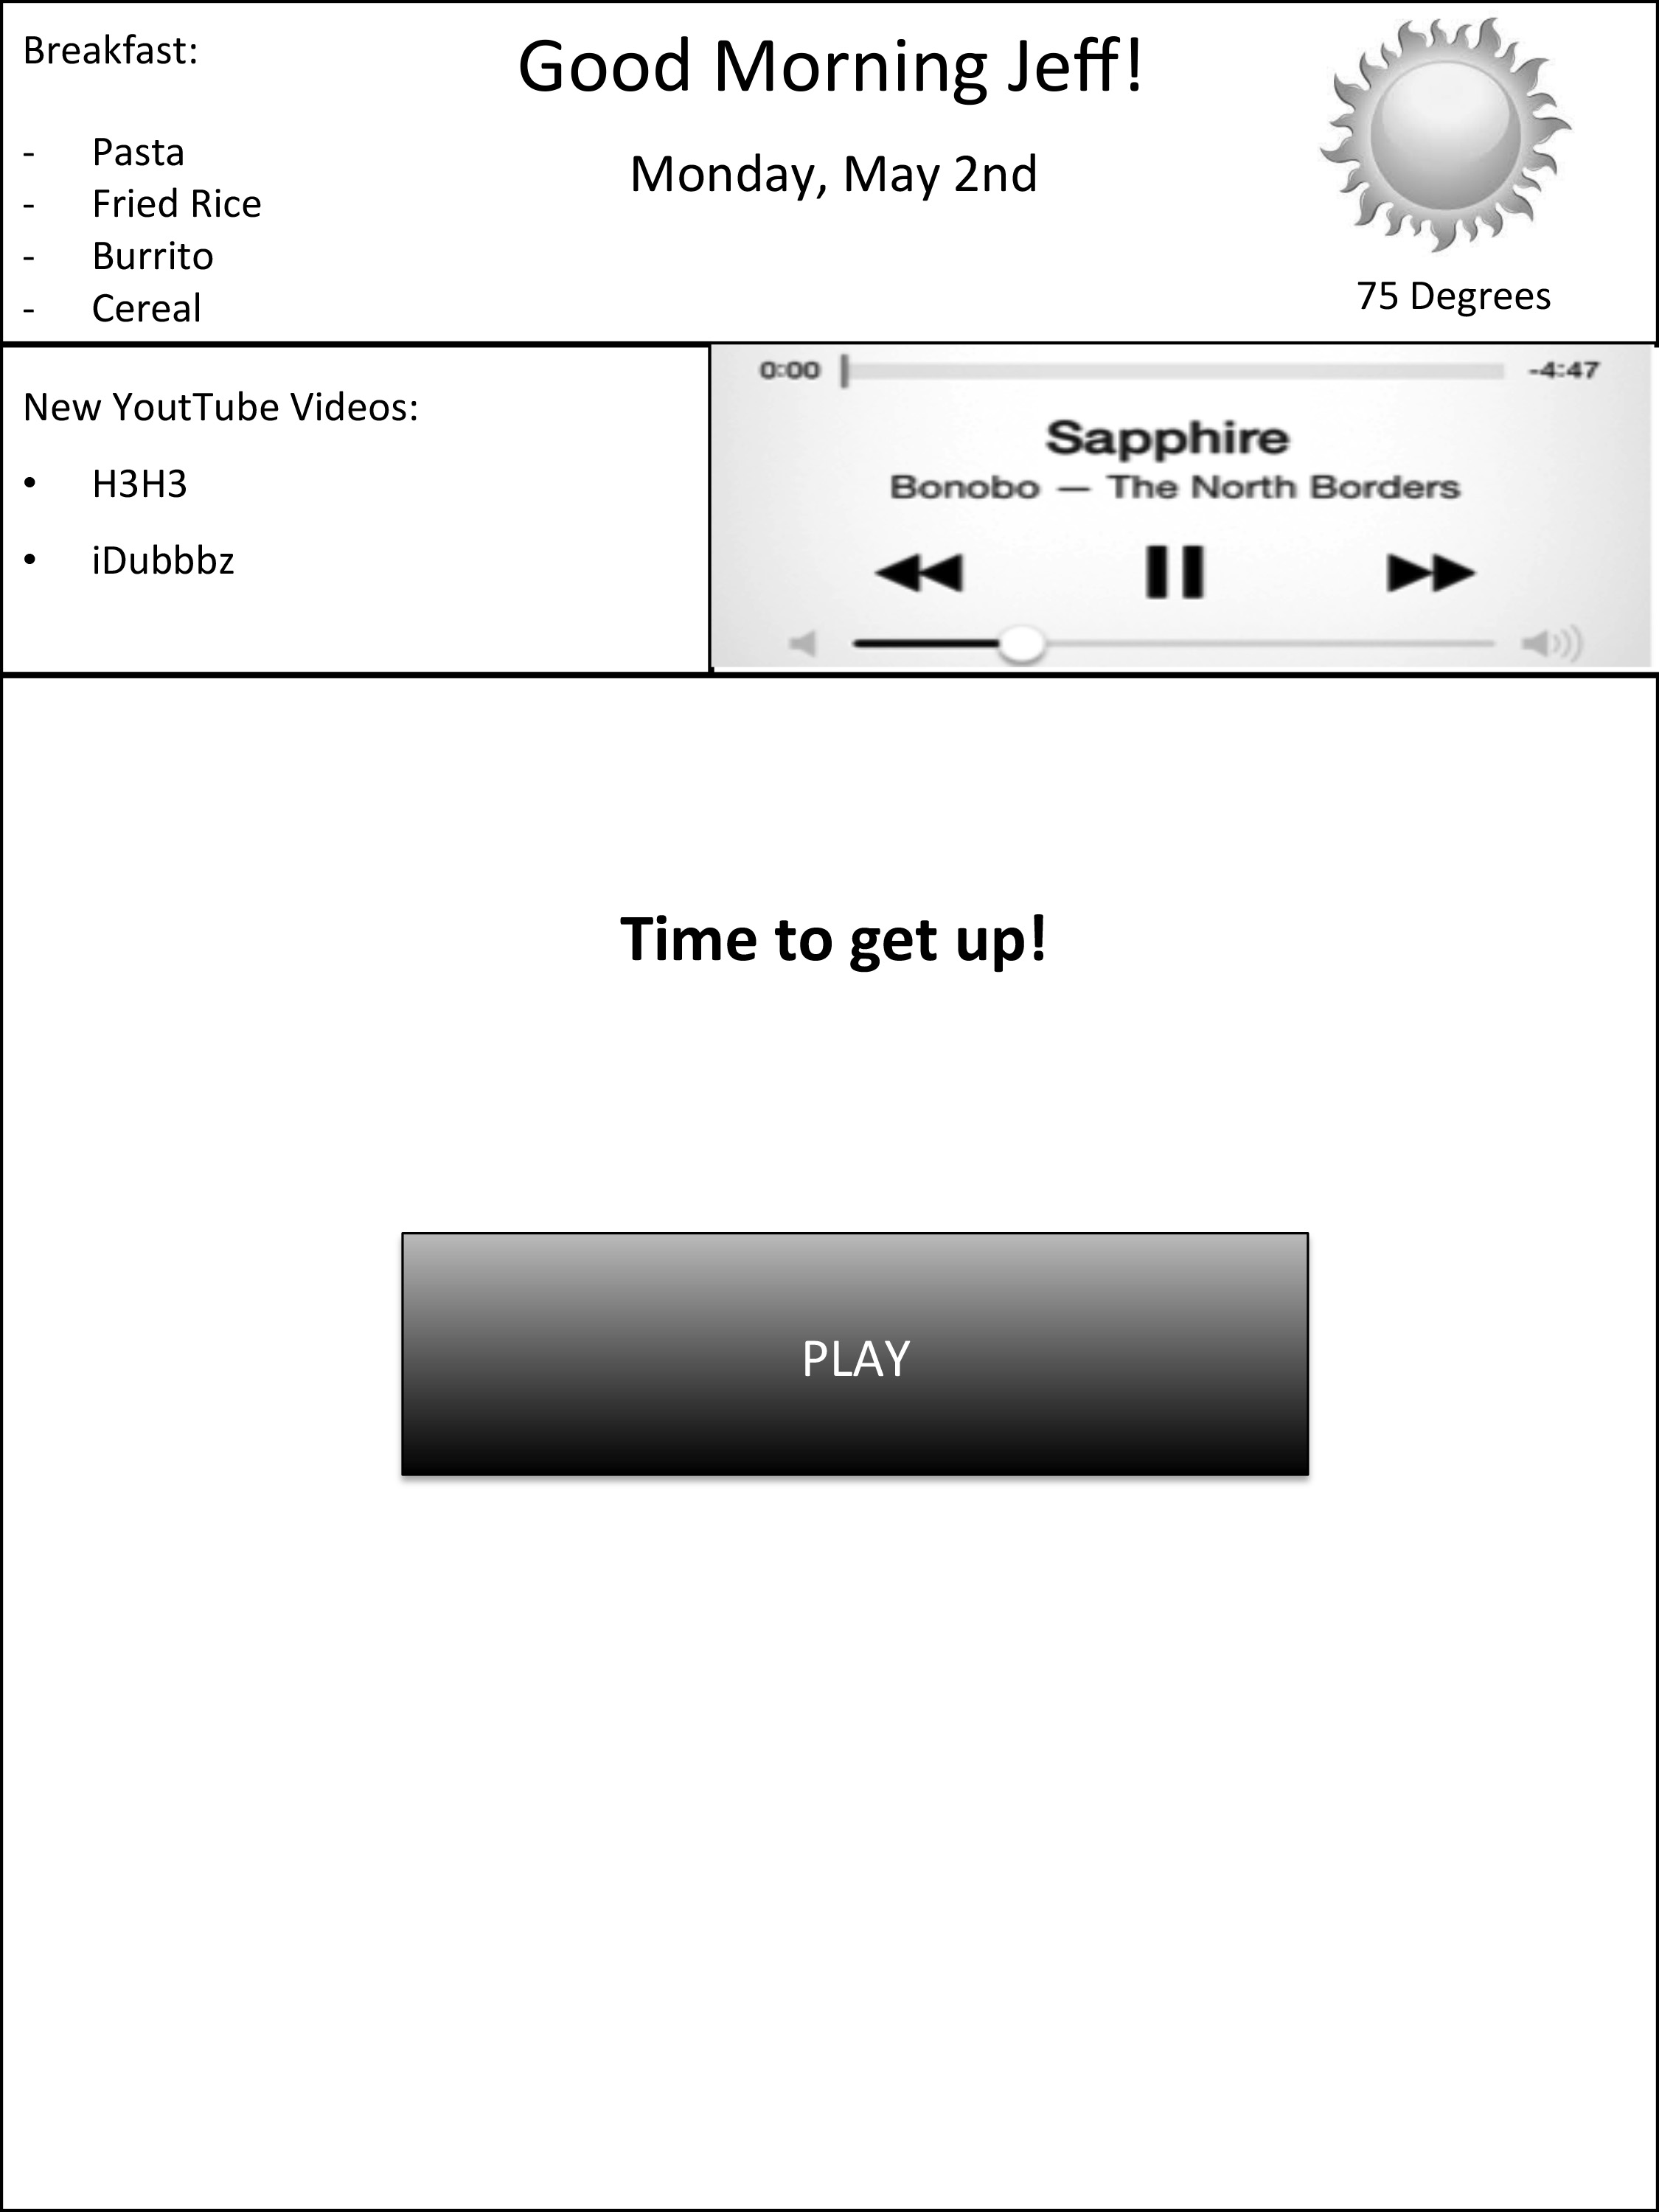 Breakfast:
- Pasta
- Fried Rice
- Burrito
- Cereal
Good Morning Jeff!
Monday, May 2nd
75 Degrees
New YoutTube Videos:
• H3H3
• iDubbbz
0:00 -4:47
Sapphire
Bonobo — The North Borders
Time to get up!
PLAY